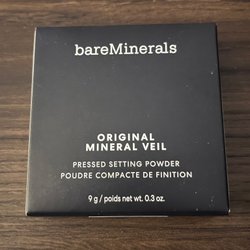 bareMinerals
ORIGINAL
MINERAL VEIL
PRESSED SETTING POWDER
POUDRE COMPACTE DE FINITION
9 g / poids net wt. 0.3 oz.